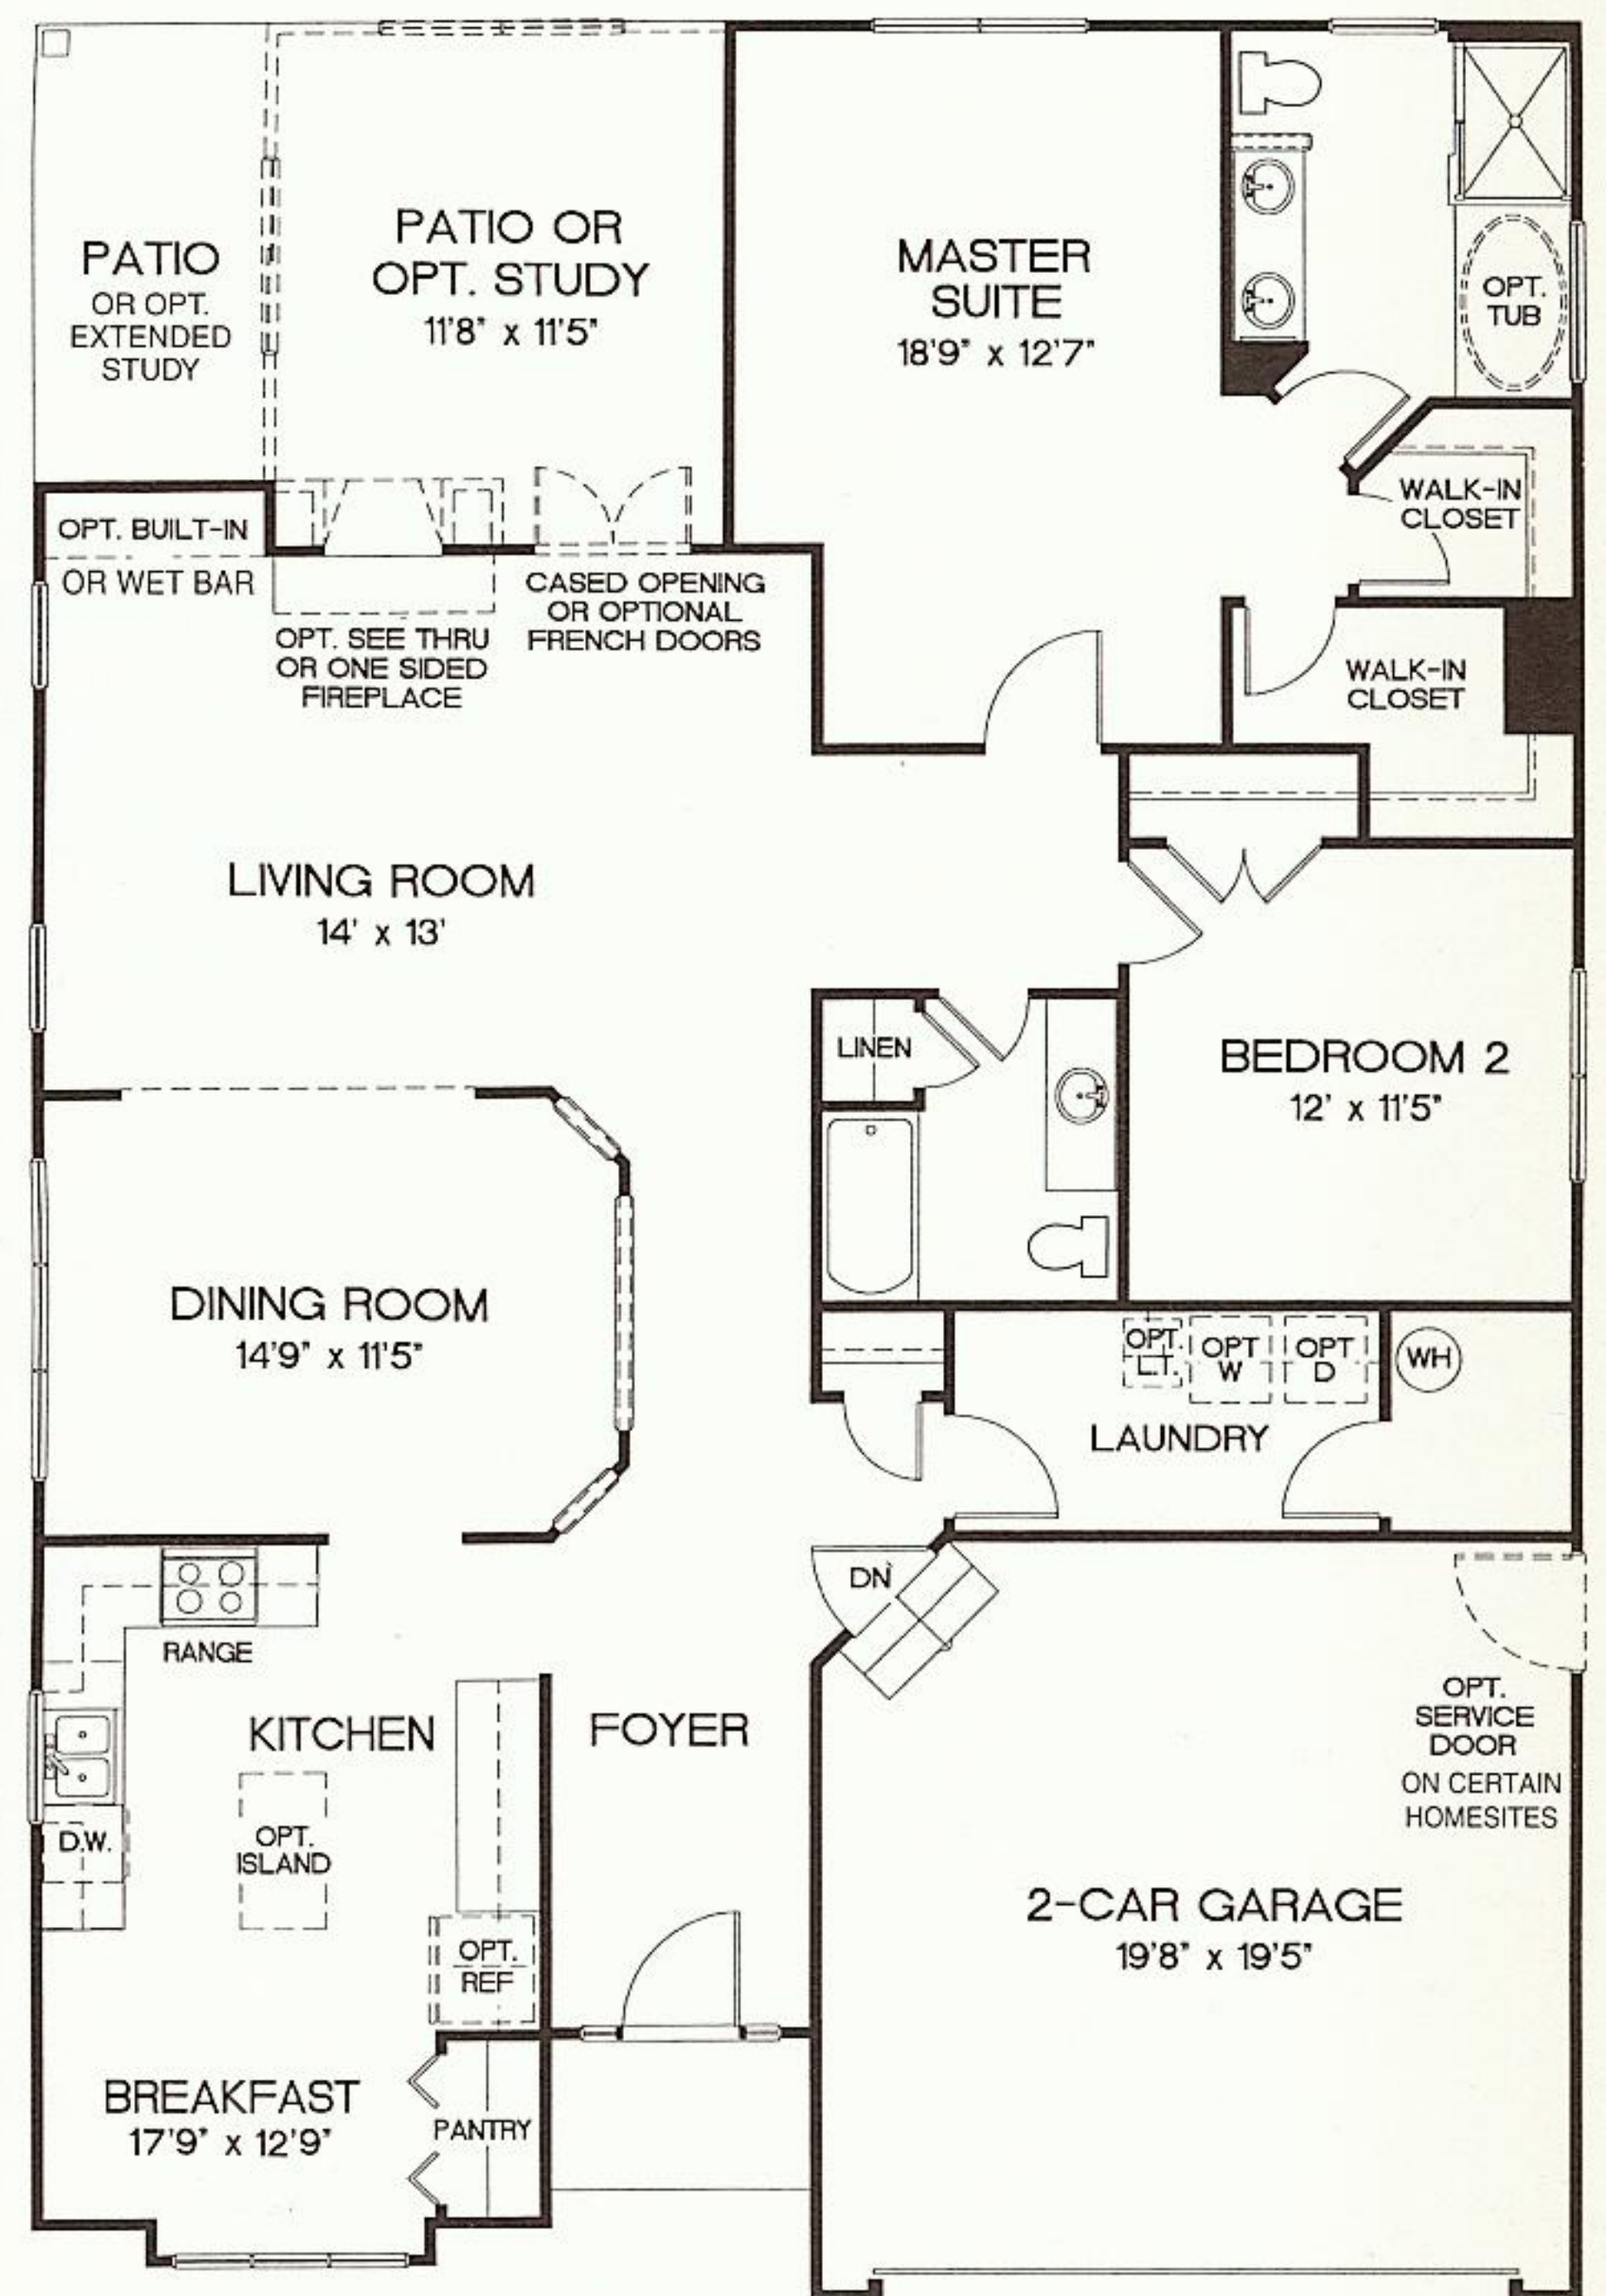 PATIO
OR OPT.
EXTENDED
STUDY
PATIO OR
OPT. STUDY
11'8" x 11'5"
MASTER
SUITE
18'9" x 12'7"
OPT.
TUB
WALK-IN
CLOSET
OPT. BUILT-IN
OR WET BAR
OPT. SEE THRU
OR ONE SIDED
FIREPLACE
CASED OPENING
OR OPTIONAL
FRENCH DOORS
WALK-IN
CLOSET
LIVING ROOM
14' x 13'
LINEN
BEDROOM 2
12' x 11'5"
DINING ROOM
14'9" x 11'5"
OPT.
L.T.
OPT
W
OPT
D
WH
LAUNDRY
DN
RANGE
KITCHEN
FOYER
OPT.
SERVICE
DOOR
ON CERTAIN
HOMESITES
D.W.
OPT.
ISLAND
2-CAR GARAGE
19'8" x 19'5"
OPT.
REF
BREAKFAST
17'9" x 12'9"
PANTRY